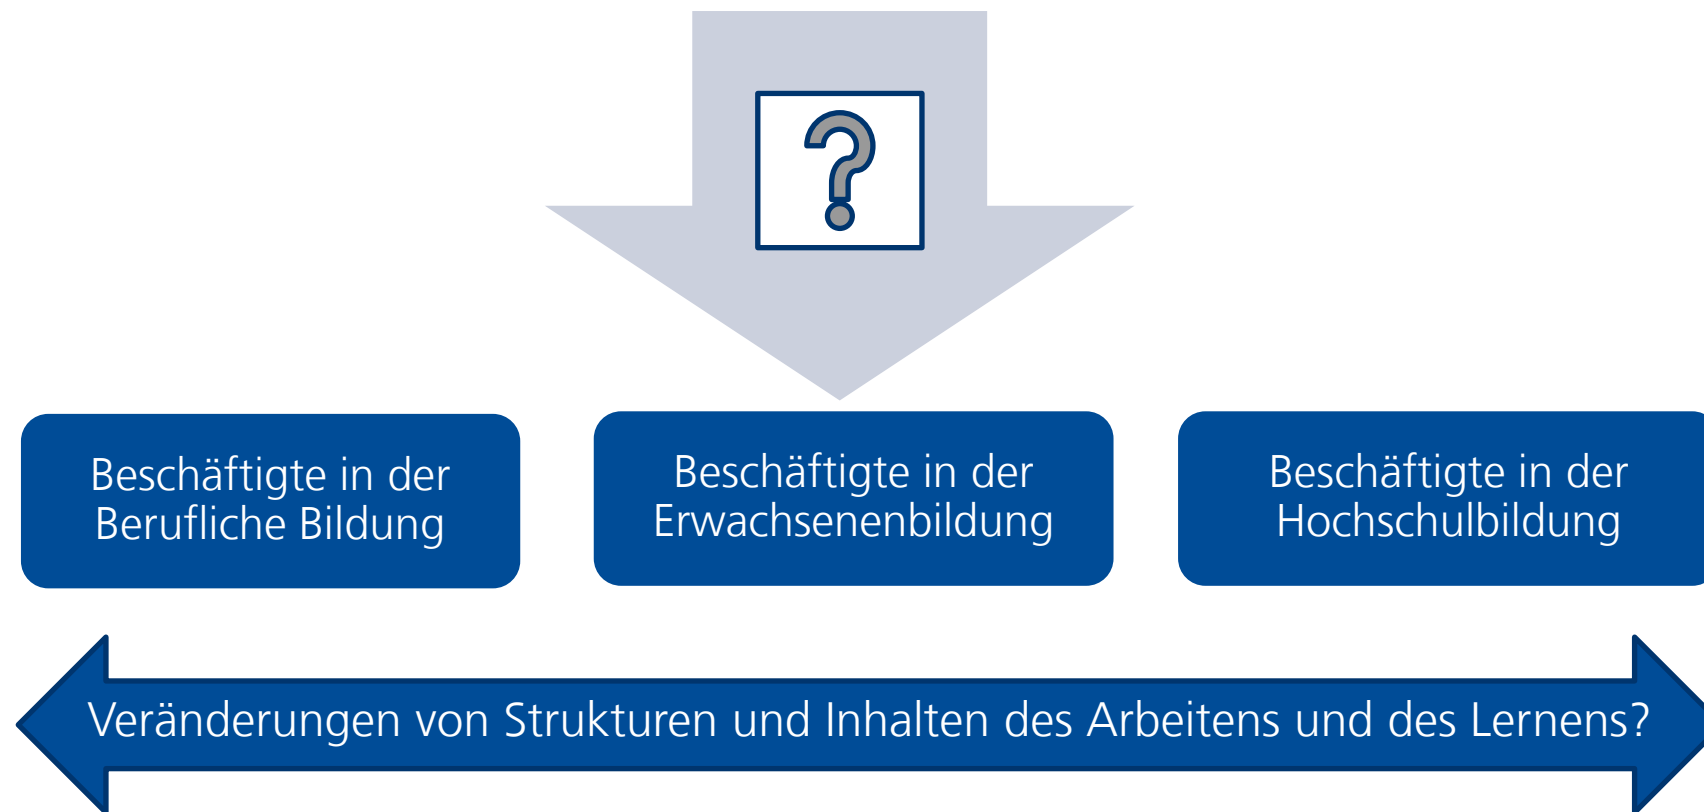 ?
Beschäftigte in der
Berufliche Bildung
Beschäftigte in der
Erwachsenenbildung
Beschäftigte in der
Hochschulbildung
Veränderungen von Strukturen und Inhalten des Arbeitens und des Lernens?